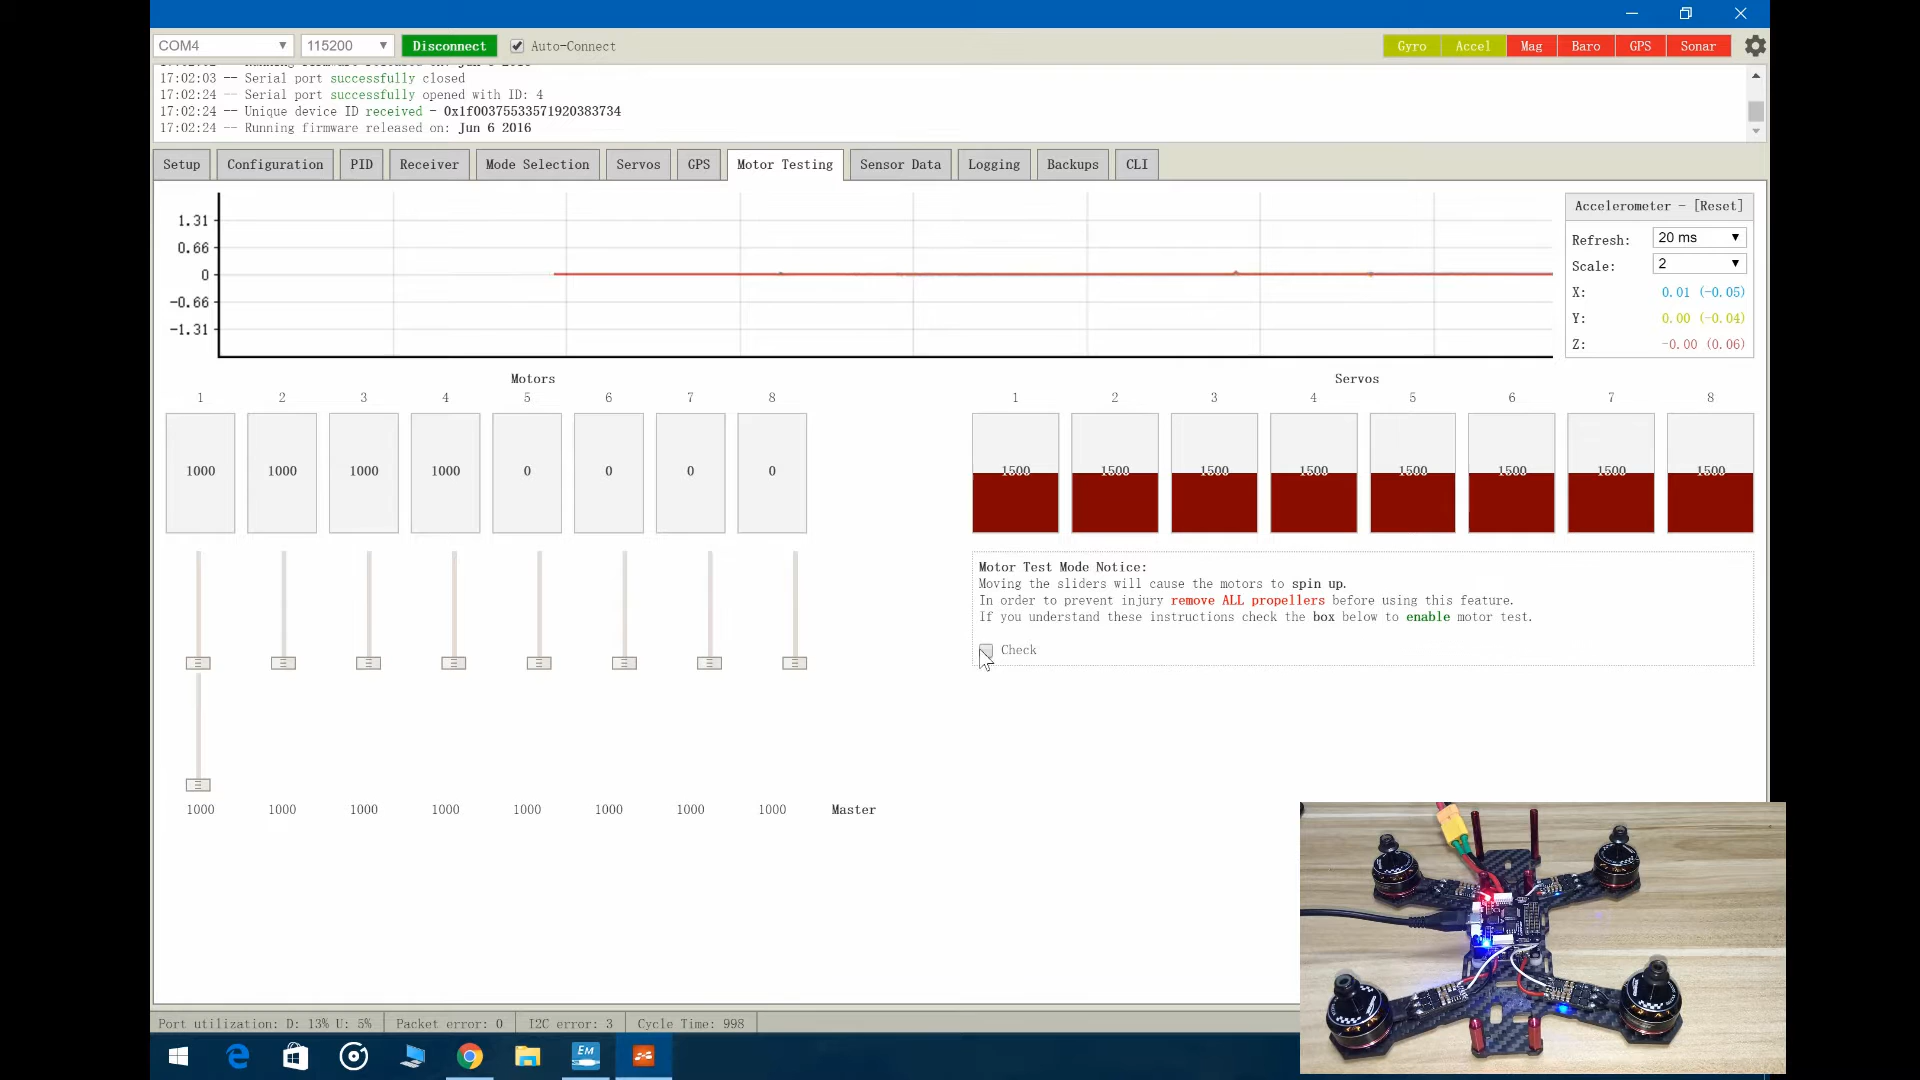 COM4 115200 Disconnect Auto-Connect Gyro Accel Mag Baro GPS Sonar
17:02:03 -- Serial port successfully closed
17:02:24 -- Serial port successfully opened with ID: 4
17:02:24 -- Unique device ID received - 0x1f00375533571920383734
17:02:24 -- Running firmware released on: Jun 6 2016
Setup Configuration PID Receiver Mode Selection Servos GPS Motor Testing Sensor Data Logging Backups CLI
1.31
0.66
0
-0.66
-1.31
Accelerometer - [Reset]
Refresh: 20 ms
Scale: 2
X: 0.01 (-0.05)
Y: 0.00 (-0.04)
Z: -0.00 (0.06)
Motors
1 2 3 4 5 6 7 8
1000 1000 1000 1000 0 0 0 0
Servos
1 2 3 4 5 6 7 8
1500 1500 1500 1500 1500 1500 1500 1500
Motor Test Mode Notice:
Moving the sliders will cause the motors to spin up.
In order to prevent injury remove ALL propellers before using this feature.
If you understand these instructions check the box below to enable motor test.
Check
1000 1000 1000 1000 1000 1000 1000 1000 Master
Port utilization: D: 13% U: 5% Packet error: 0 I2C error: 3 Cycle Time: 998
EM